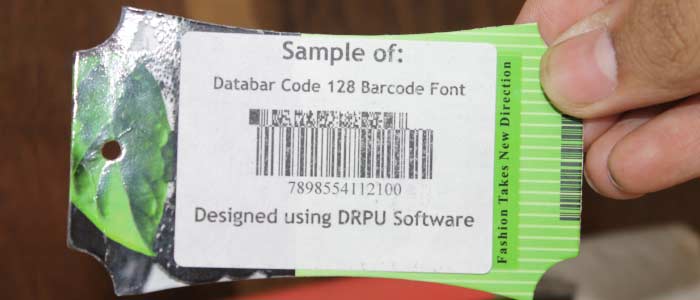 Sample of:
Databar Code 128 Barcode Font
7898554112100
Designed using DRPU Software
Fashion Takes New Direction